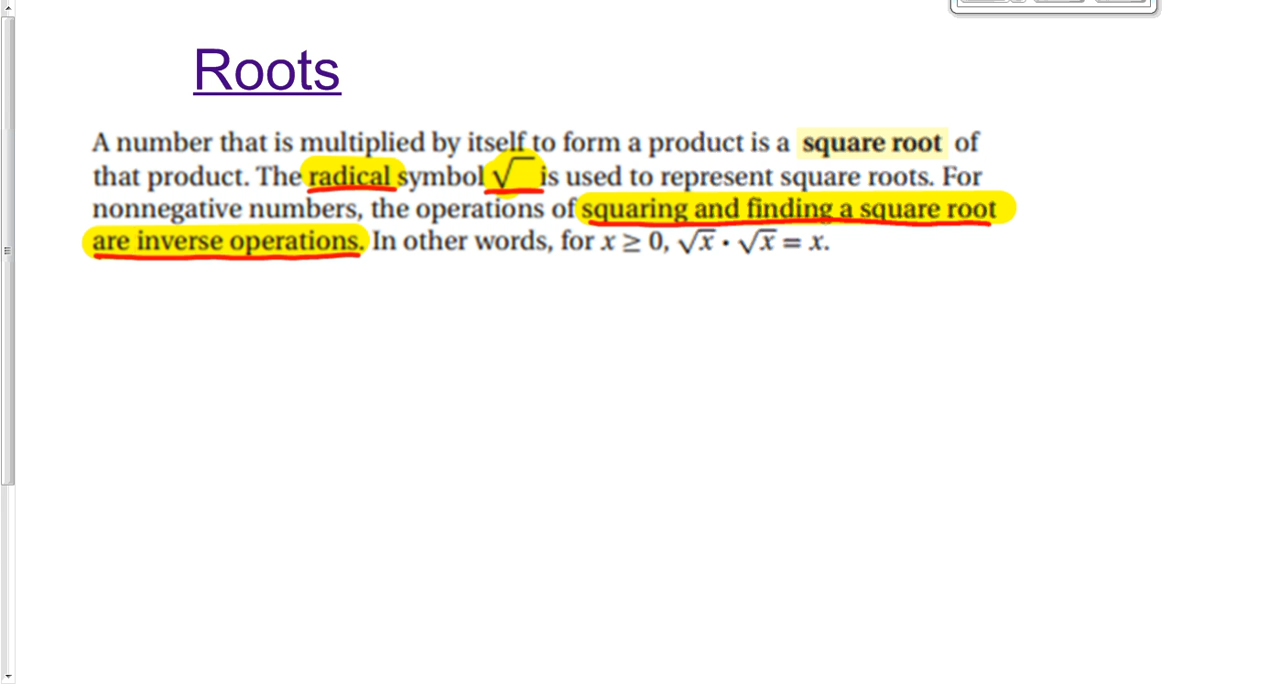 Roots
A number that is multiplied by itself to form a product is a square root of
that product. The radical symbol √ is used to represent square roots. For
nonnegative numbers, the operations of squaring and finding a square root
are inverse operations. In other words, for x ≥ 0, √x · √x = x.